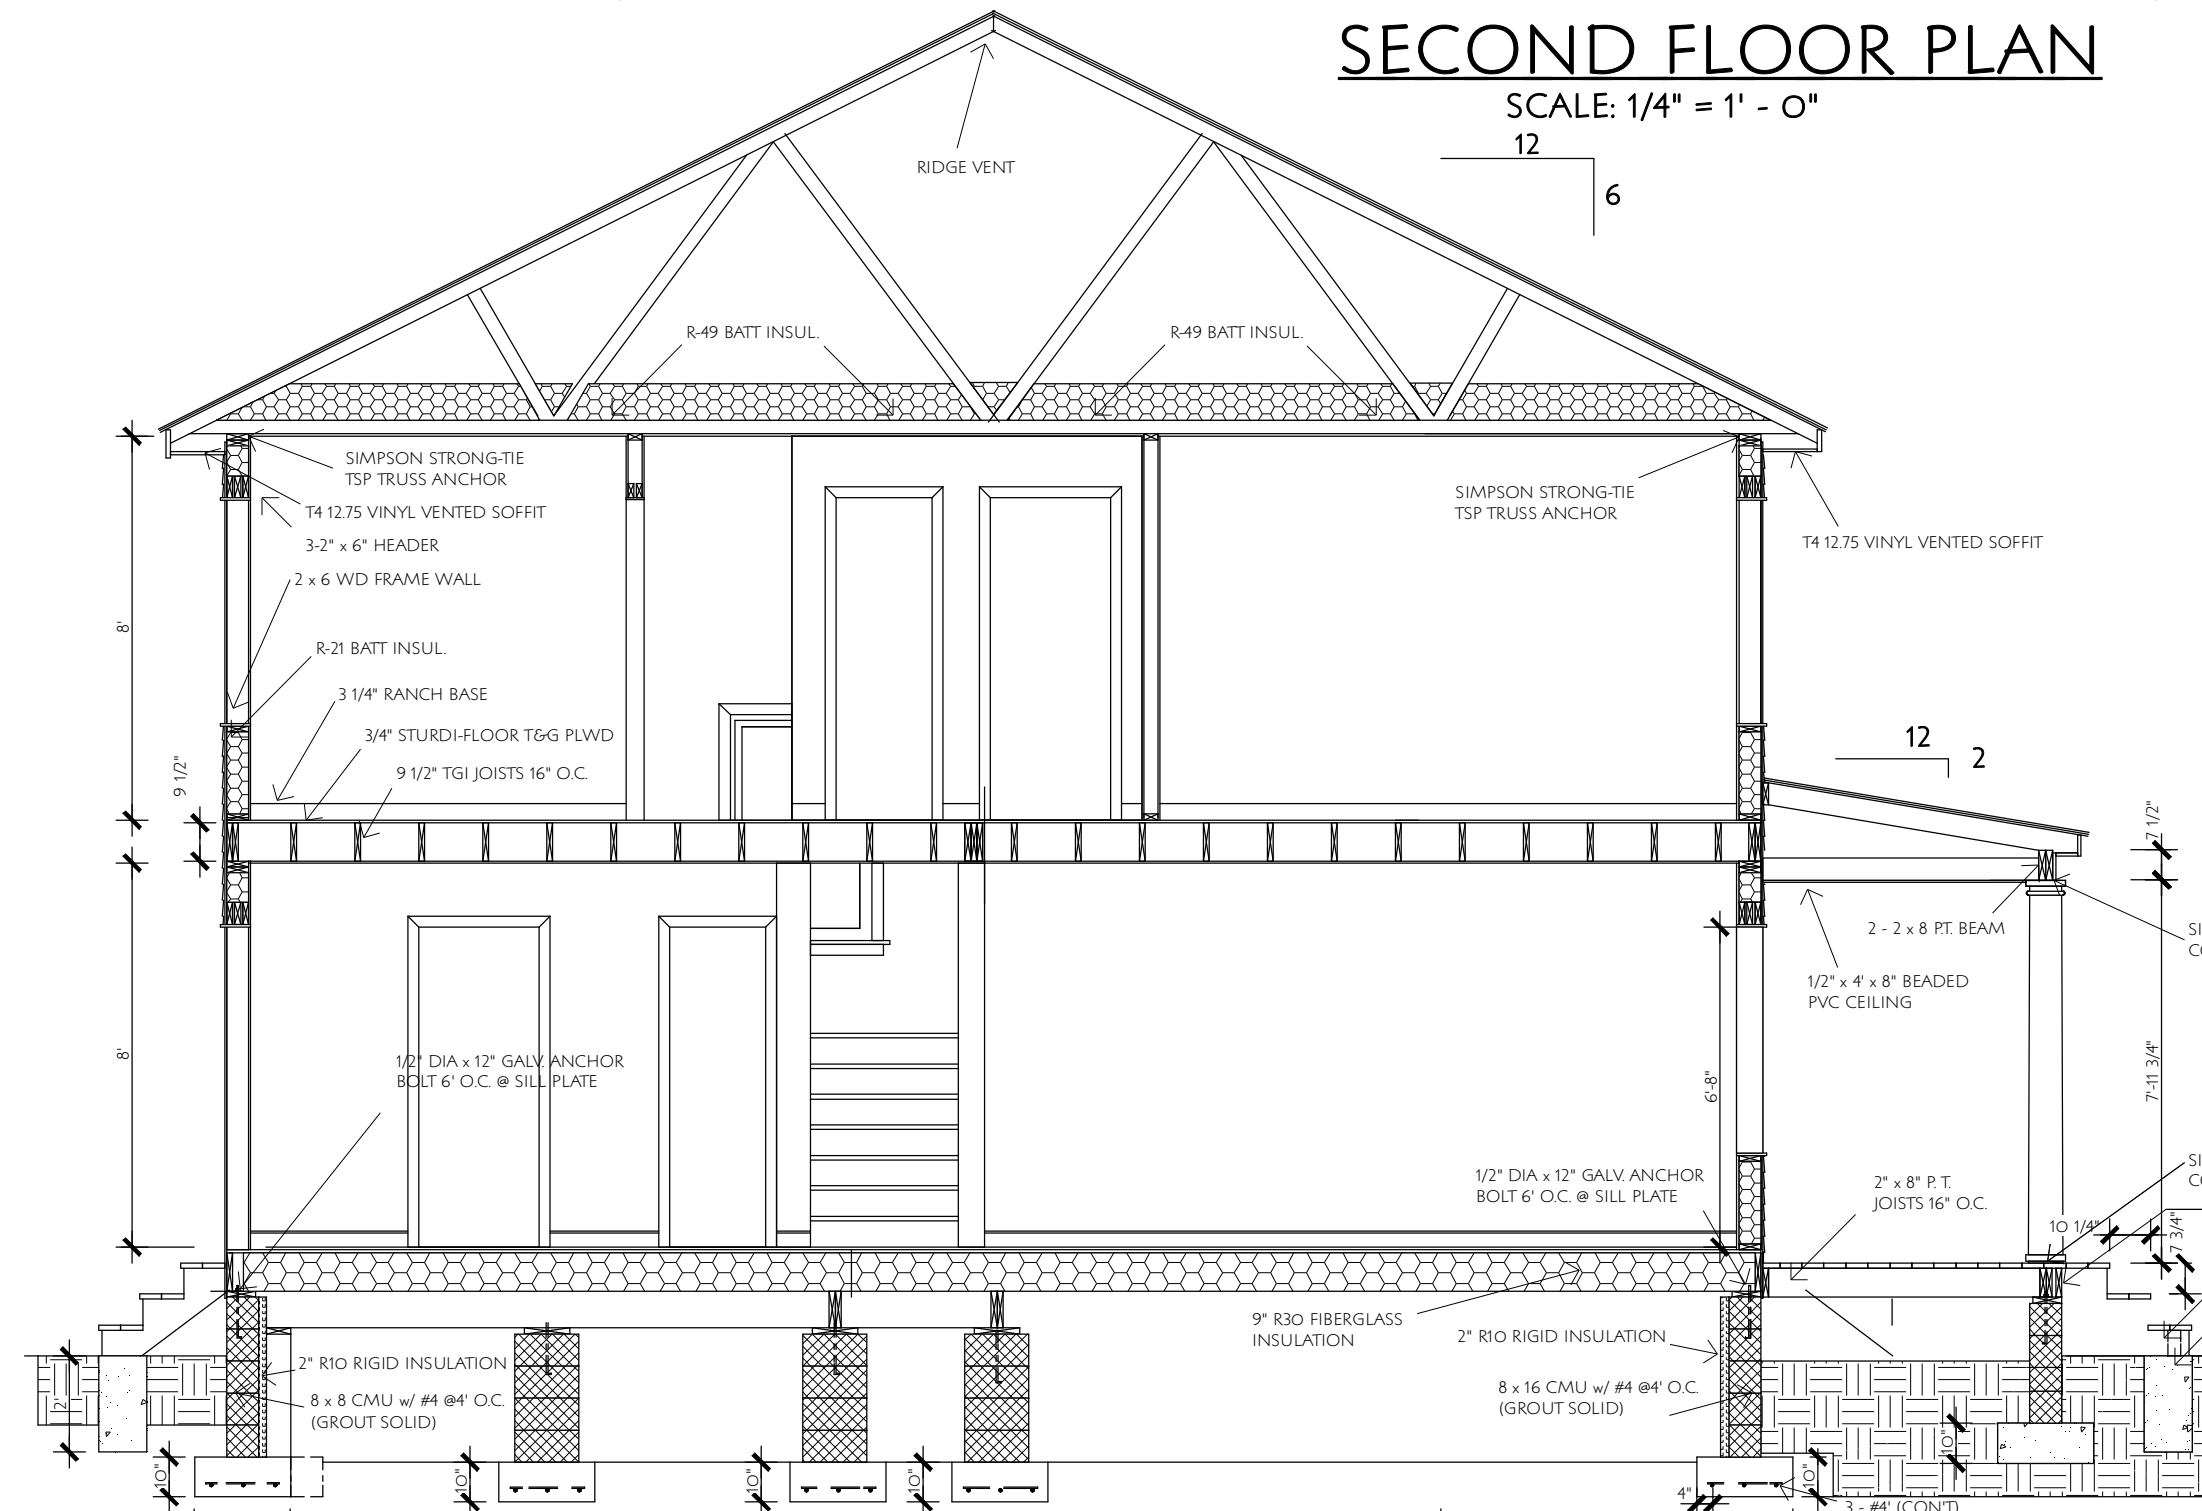 SECOND FLOOR PLAN
SCALE: 1/4" = 1' - 0"
12
6
RIDGE VENT
R-49 BATT INSUL.
R-49 BATT INSUL.
SIMPSON STRONG-TIE
TSP TRUSS ANCHOR
T4 12.75 VINYL VENTED SOFFIT
3-2" x 6" HEADER
2 x 6 WD FRAME WALL
SIMPSON STRONG-TIE
TSP TRUSS ANCHOR
T4 12.75 VINYL VENTED SOFFIT
8'
R-21 BATT INSUL.
3 1/4" RANCH BASE
3/4" STURDI-FLOOR T&G PLWD
9 1/2" TGI JOISTS 16" O.C.
9 1/2"
12
2
7 1/2"
2 - 2 x 8 P.T. BEAM
SI
CO
1/2" x 4' x 8" BEADED
PVC CEILING
8'
1/2" DIA x 12" GALV. ANCHOR
BOLT 6' O.C. @ SILL PLATE
6'-8"
7'-11 3/4"
1/2" DIA x 12" GALV. ANCHOR
BOLT 6' O.C. @ SILL PLATE
2" x 8" P. T.
JOISTS 16" O.C.
SI
CO
10 1/4"
7 3/4"
9" R30 FIBERGLASS
INSULATION
2" R10 RIGID INSULATION
2" R10 RIGID INSULATION
8 x 8 CMU w/ #4 @4' O.C.
(GROUT SOLID)
8 x 16 CMU w/ #4 @4' O.C.
(GROUT SOLID)
2'
10"
10"
10"
10"
10"
10"
4"
3 - #4' (CON'T)